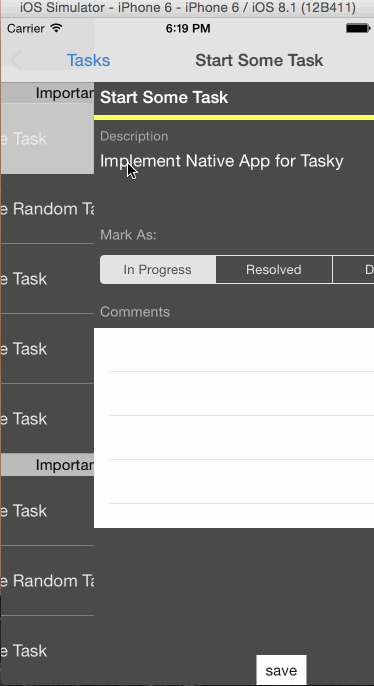 iOS Simulator - iPhone 6 - iPhone 6 / iOS 8.1 (12B411)
Carrier 6:19 PM
Tasks Start Some Task
Importan
e Task
e Random Ta
e Task
e Task
e Task
Importan
e Task
e Random Ta
e Task
Start Some Task
Description
Implement Native App for Tasky
Mark As:
In Progress Resolved D
Comments
save